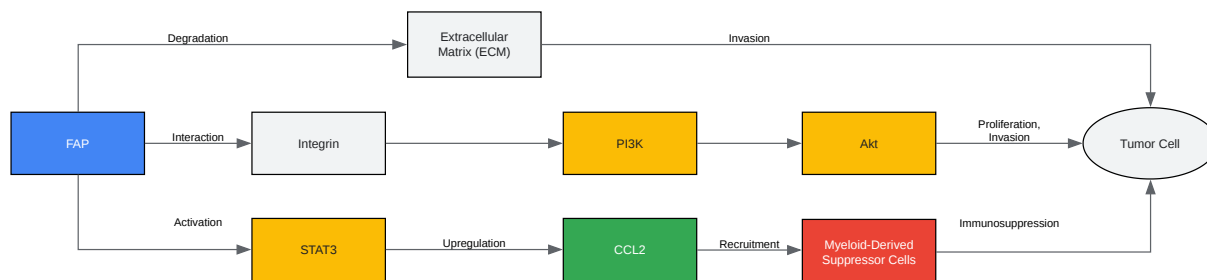 Degradation
Extracellular
Matrix (ECM)
Invasion
FAP
Interaction
Integrin
PI3K
Akt
Proliferation,
Invasion
Tumor Cell
Activation
STAT3
Upregulation
CCL2
Recruitment
Myeloid-Derived
Suppressor Cells
Immunosuppression